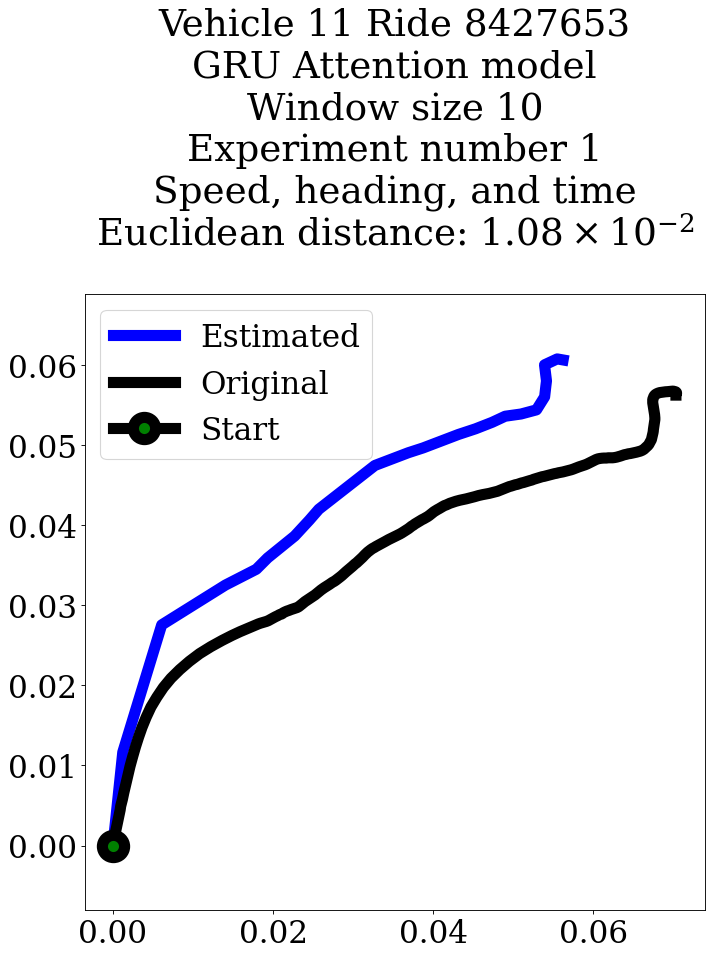 Vehicle 11 Ride 8427653
GRU Attention model
Window size 10
Experiment number 1
Speed, heading, and time
Euclidean distance: 1.08 × 10⁻²
Estimated
Original
Start
0.06
0.05
0.04
0.03
0.02
0.01
0.00
0.00 0.02 0.04 0.06